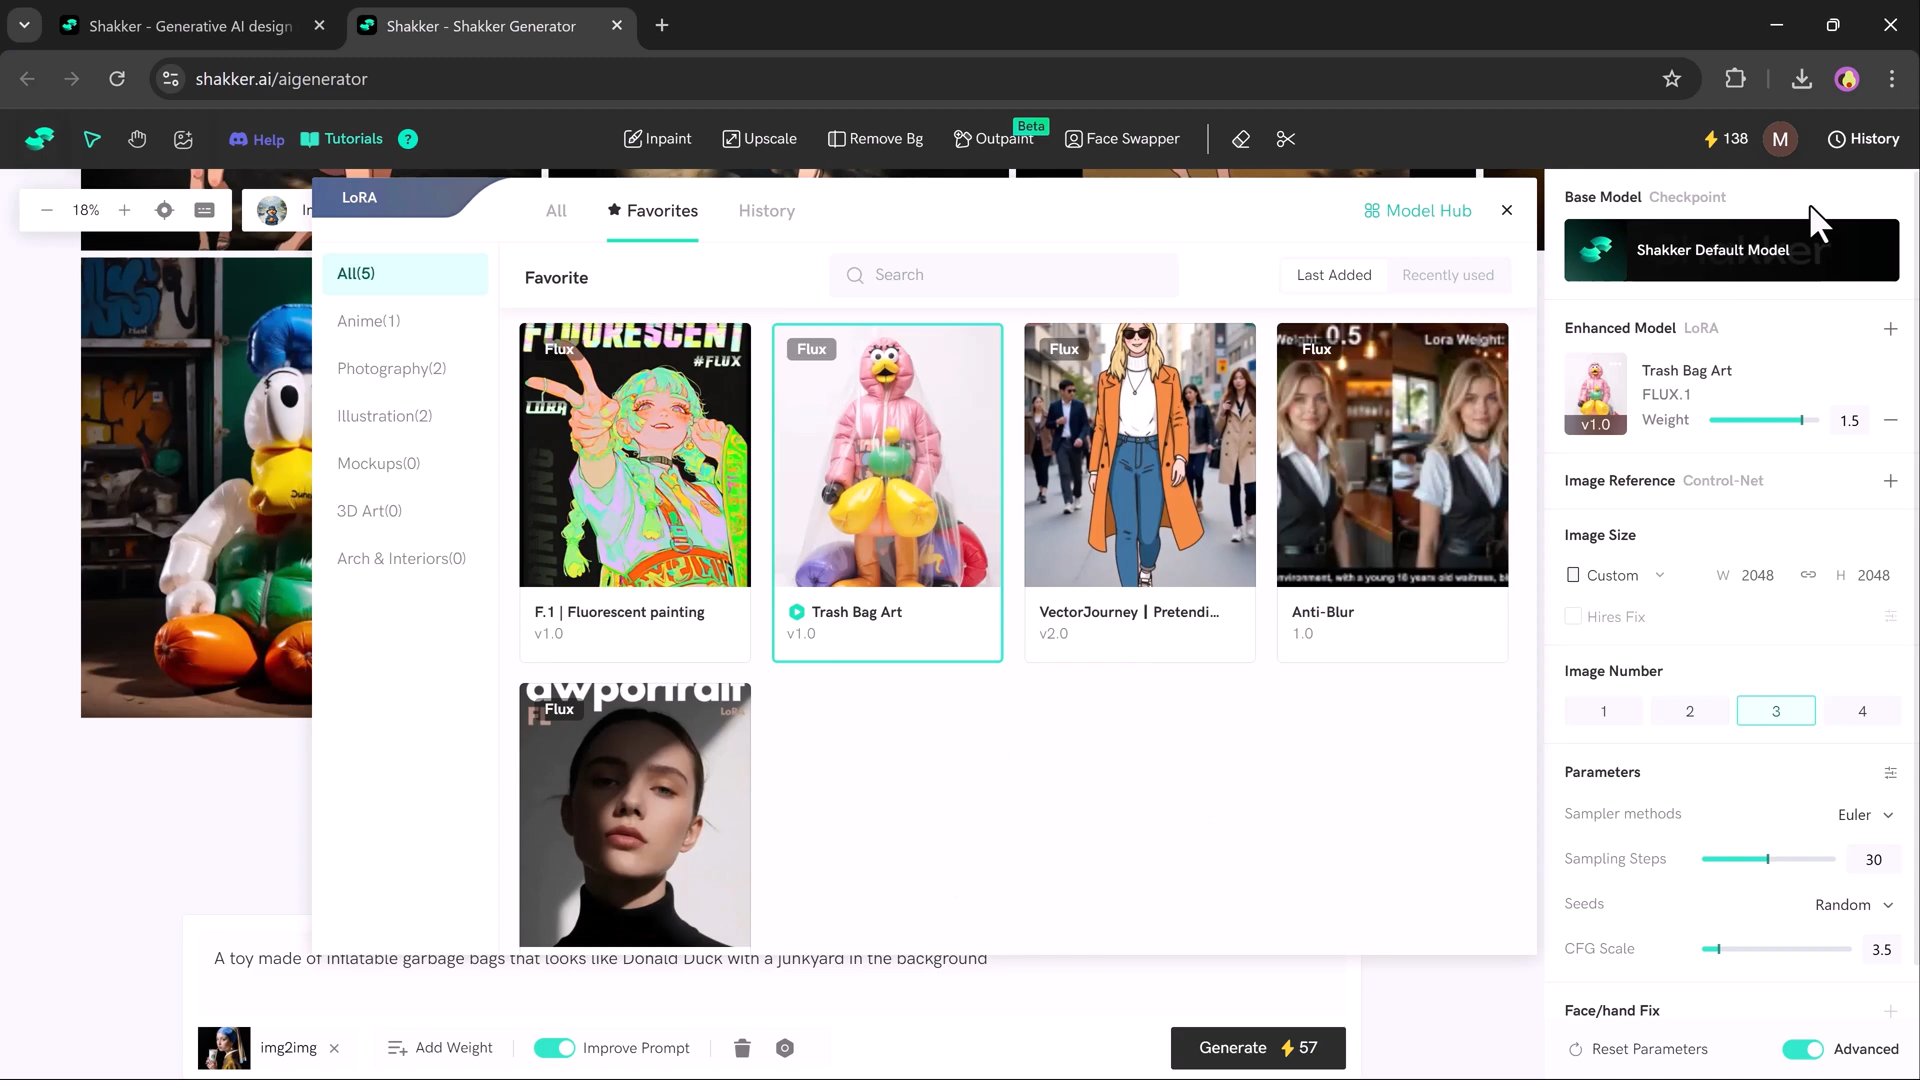 Shakker - Generative AI design
Shakker - Shakker Generator
shakker.ai/aigenerator
Help
Tutorials
?
Inpaint
Upscale
Remove Bg
Outpaint
Beta
Face Swapper
138
M
History
18%
LoRA
All
Favorites
History
Model Hub
All(5)
Anime(1)
Photography(2)
Illustration(2)
Mockups(0)
3D Art(0)
Arch & Interiors(0)
Favorite
Search
Last Added
Recently used
FLUORESCENT
Flux
#FLUX
LORA
F.1 | Fluorescent painting
v1.0
Flux
Trash Bag Art
v1.0
Flux
VectorJourney | Pretendi...
v2.0
Weight: 0.5
Lora Weight:
Flux
Anti-Blur
1.0
awportrait
Flux
FL
LoRA
A toy made of inflatable garbage bags that looks like Donald Duck with a junkyard in the background
img2img
Add Weight
Improve Prompt
Generate
57
Base Model Checkpoint
Shakker Default Model
Enhanced Model LoRA
Trash Bag Art
FLUX.1
v1.0
Weight
1.5
Image Reference Control-Net
Image Size
Custom
W 2048
H 2048
Hires Fix
Image Number
1
2
3
4
Parameters
Sampler methods
Euler
Sampling Steps
30
Seeds
Random
CFG Scale
3.5
Face/hand Fix
Reset Parameters
Advanced